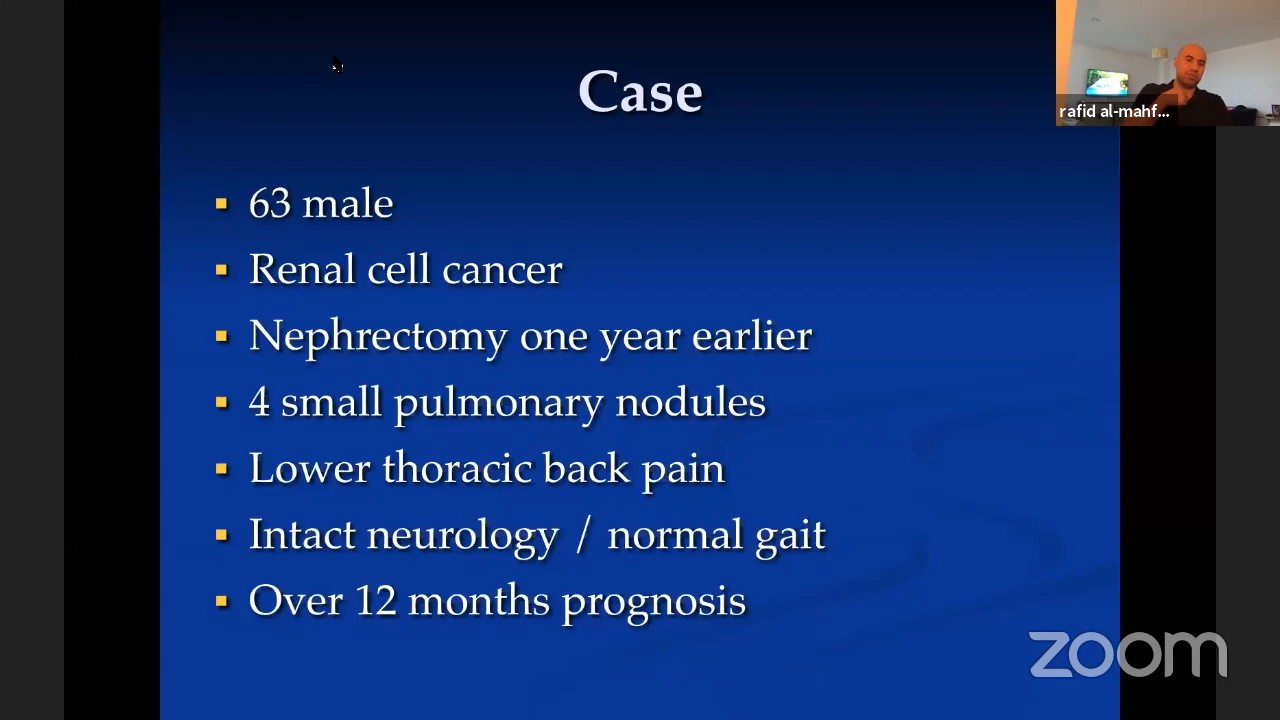 Case
rafid al-mahf...
63 male
Renal cell cancer
Nephrectomy one year earlier
4 small pulmonary nodules
Lower thoracic back pain
Intact neurology / normal gait
Over 12 months prognosis
zoom